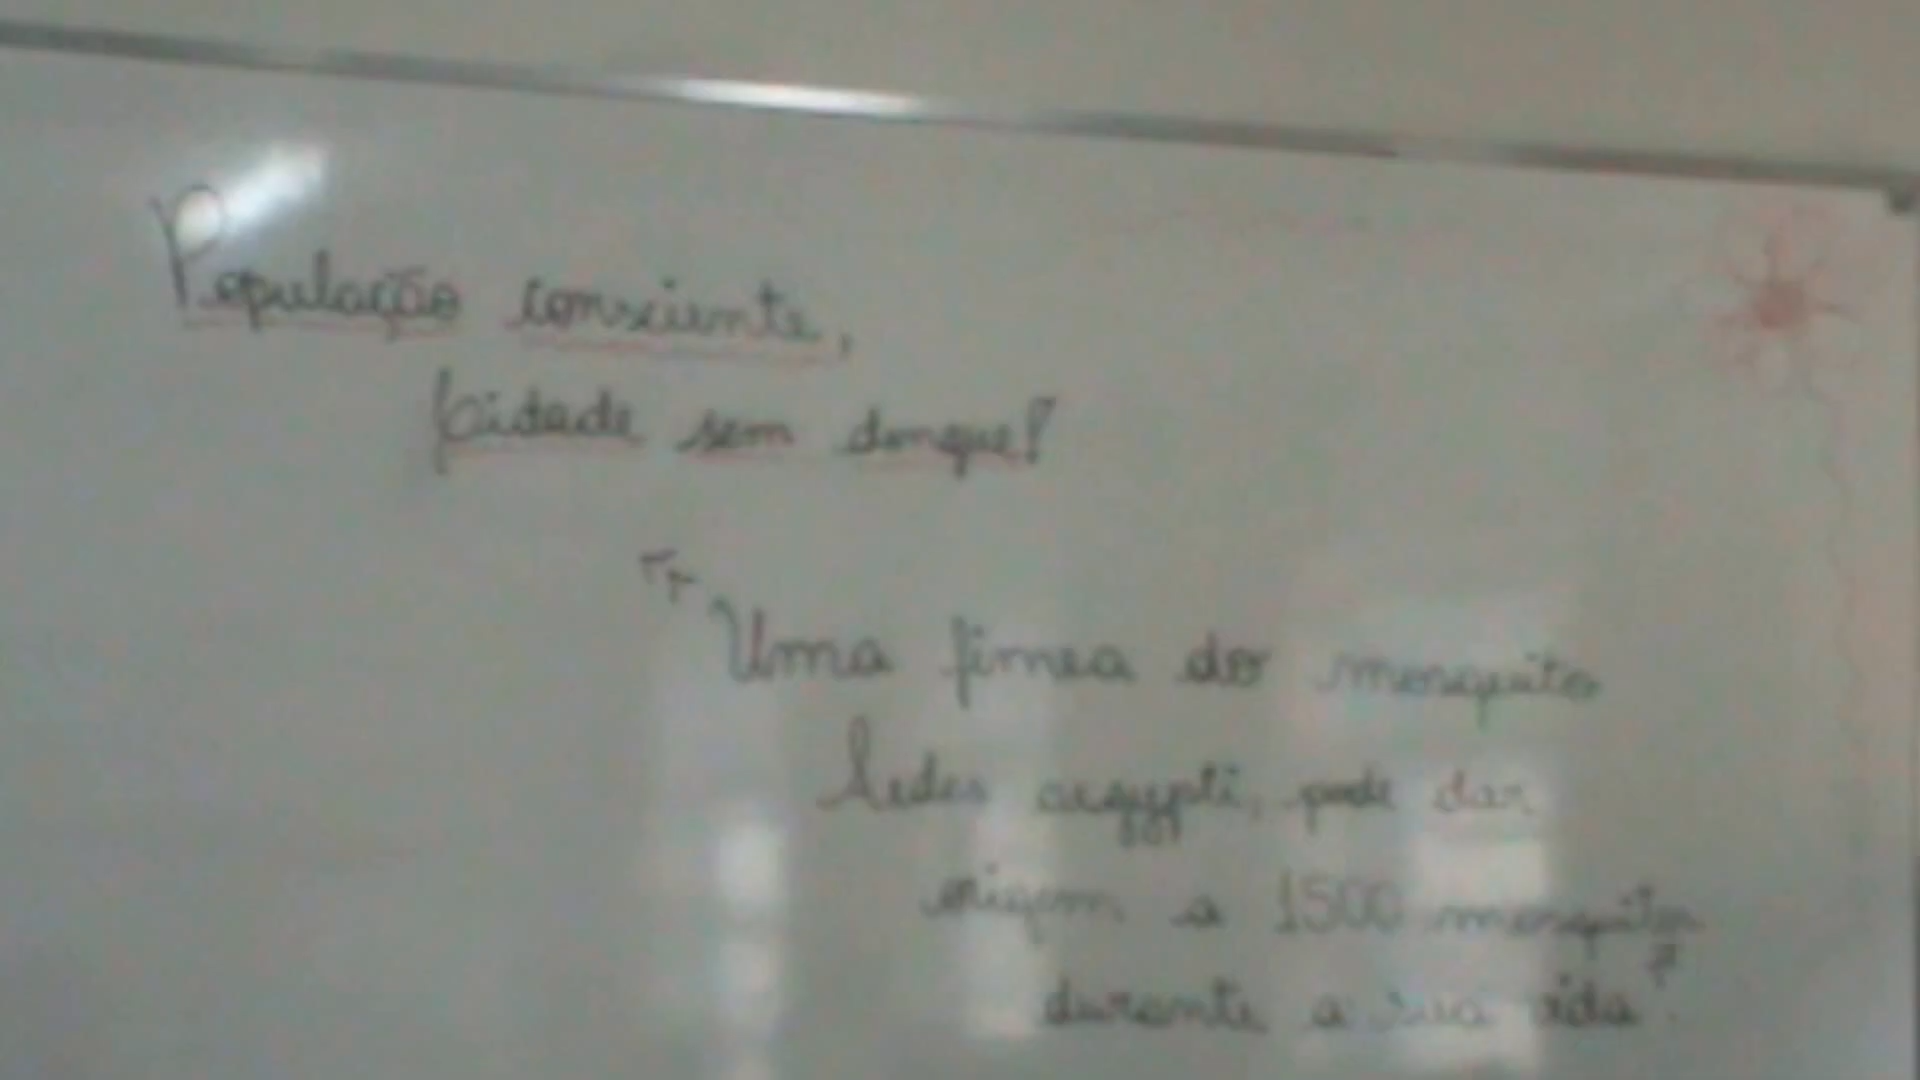 População consciente,
Cidade sem dengue!
"Uma fêmea do mosquito
Aedes aegypti, pode dar
origem a 1500 mosquitos
durante a sua vida".